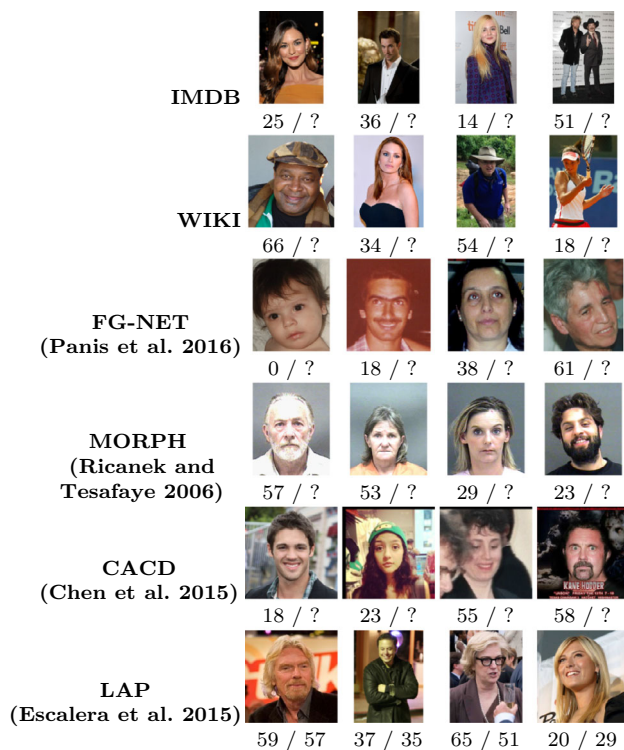 IMDB
25 / ? 36 / ? 14 / ? 51 / ?
WIKI
66 / ? 34 / ? 54 / ? 18 / ?
FG-NET
(Panis et al. 2016)
0 / ? 18 / ? 38 / ? 61 / ?
MORPH
(Ricanek and
Tesafaye 2006)
57 / ? 53 / ? 29 / ? 23 / ?
CACD
(Chen et al. 2015)
KANE HODDER
18 / ? 23 / ? 55 / ? 58 / ?
LAP
(Escalera et al. 2015)
59 / 57 37 / 35 65 / 51 20 / 29